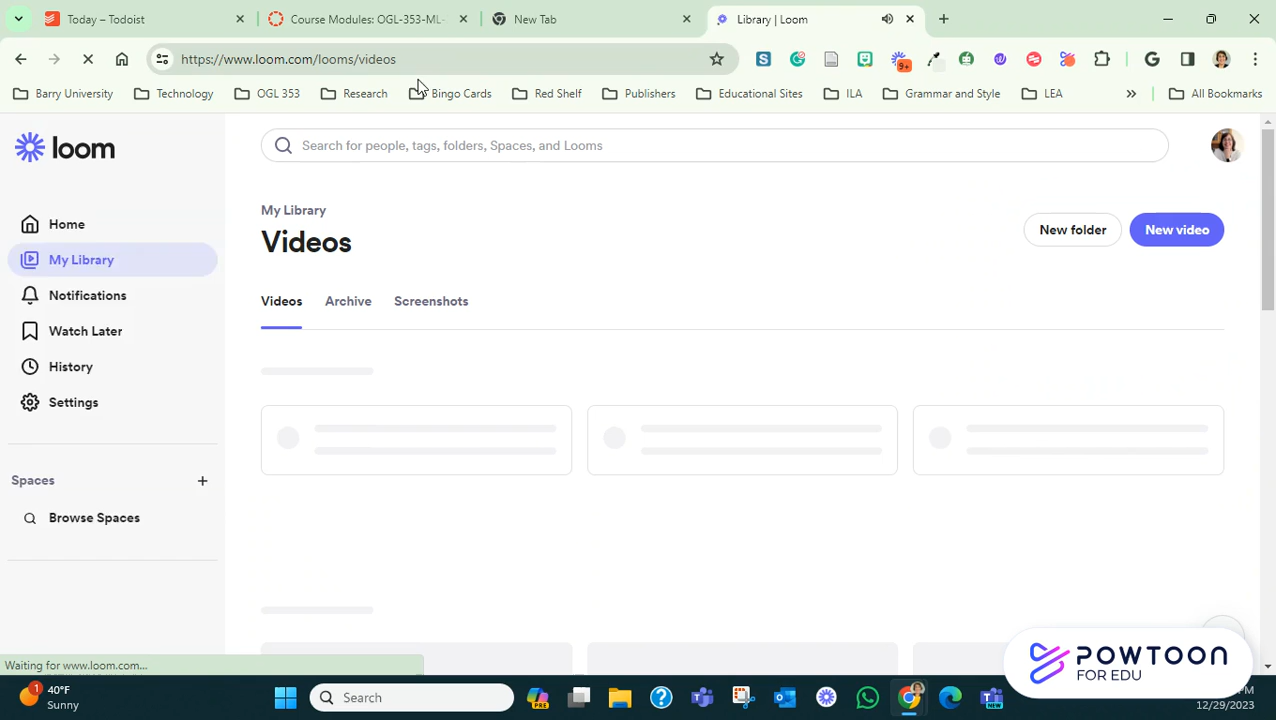 Today – Todoist
Course Modules: OGL-353-ML-
New Tab
Library | Loom
https://www.loom.com/looms/videos
9+
Barry University
Technology
OGL 353
Research
Bingo Cards
Red Shelf
Publishers
Educational Sites
ILA
Grammar and Style
LEA
All Bookmarks
loom
Search for people, tags, folders, Spaces, and Looms
Home
My Library
Notifications
Watch Later
History
Settings
Spaces
Browse Spaces
My Library
Videos
New folder
New video
Videos
Archive
Screenshots
Waiting for www.loom.com...
POWTOON
FOR EDU
1
40°F
Sunny
Search
PRE
NEW
12/29/2023